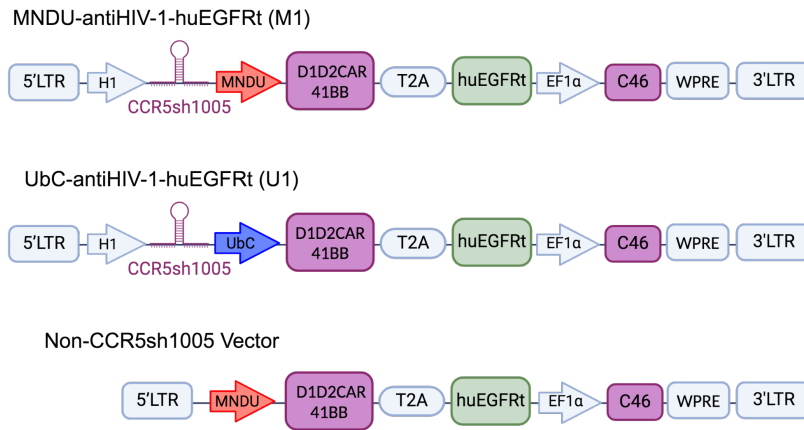 MNDU-antiHIV-1-huEGFRt (M1)
5'LTR H1 CCR5sh1005 MNDU D1D2CAR 41BB T2A huEGFRt EF1α C46 WPRE 3'LTR
UbC-antiHIV-1-huEGFRt (U1)
5'LTR H1 CCR5sh1005 UbC D1D2CAR 41BB T2A huEGFRt EF1α C46 WPRE 3'LTR
Non-CCR5sh1005 Vector
5'LTR MNDU D1D2CAR 41BB T2A huEGFRt EF1α C46 WPRE 3'LTR